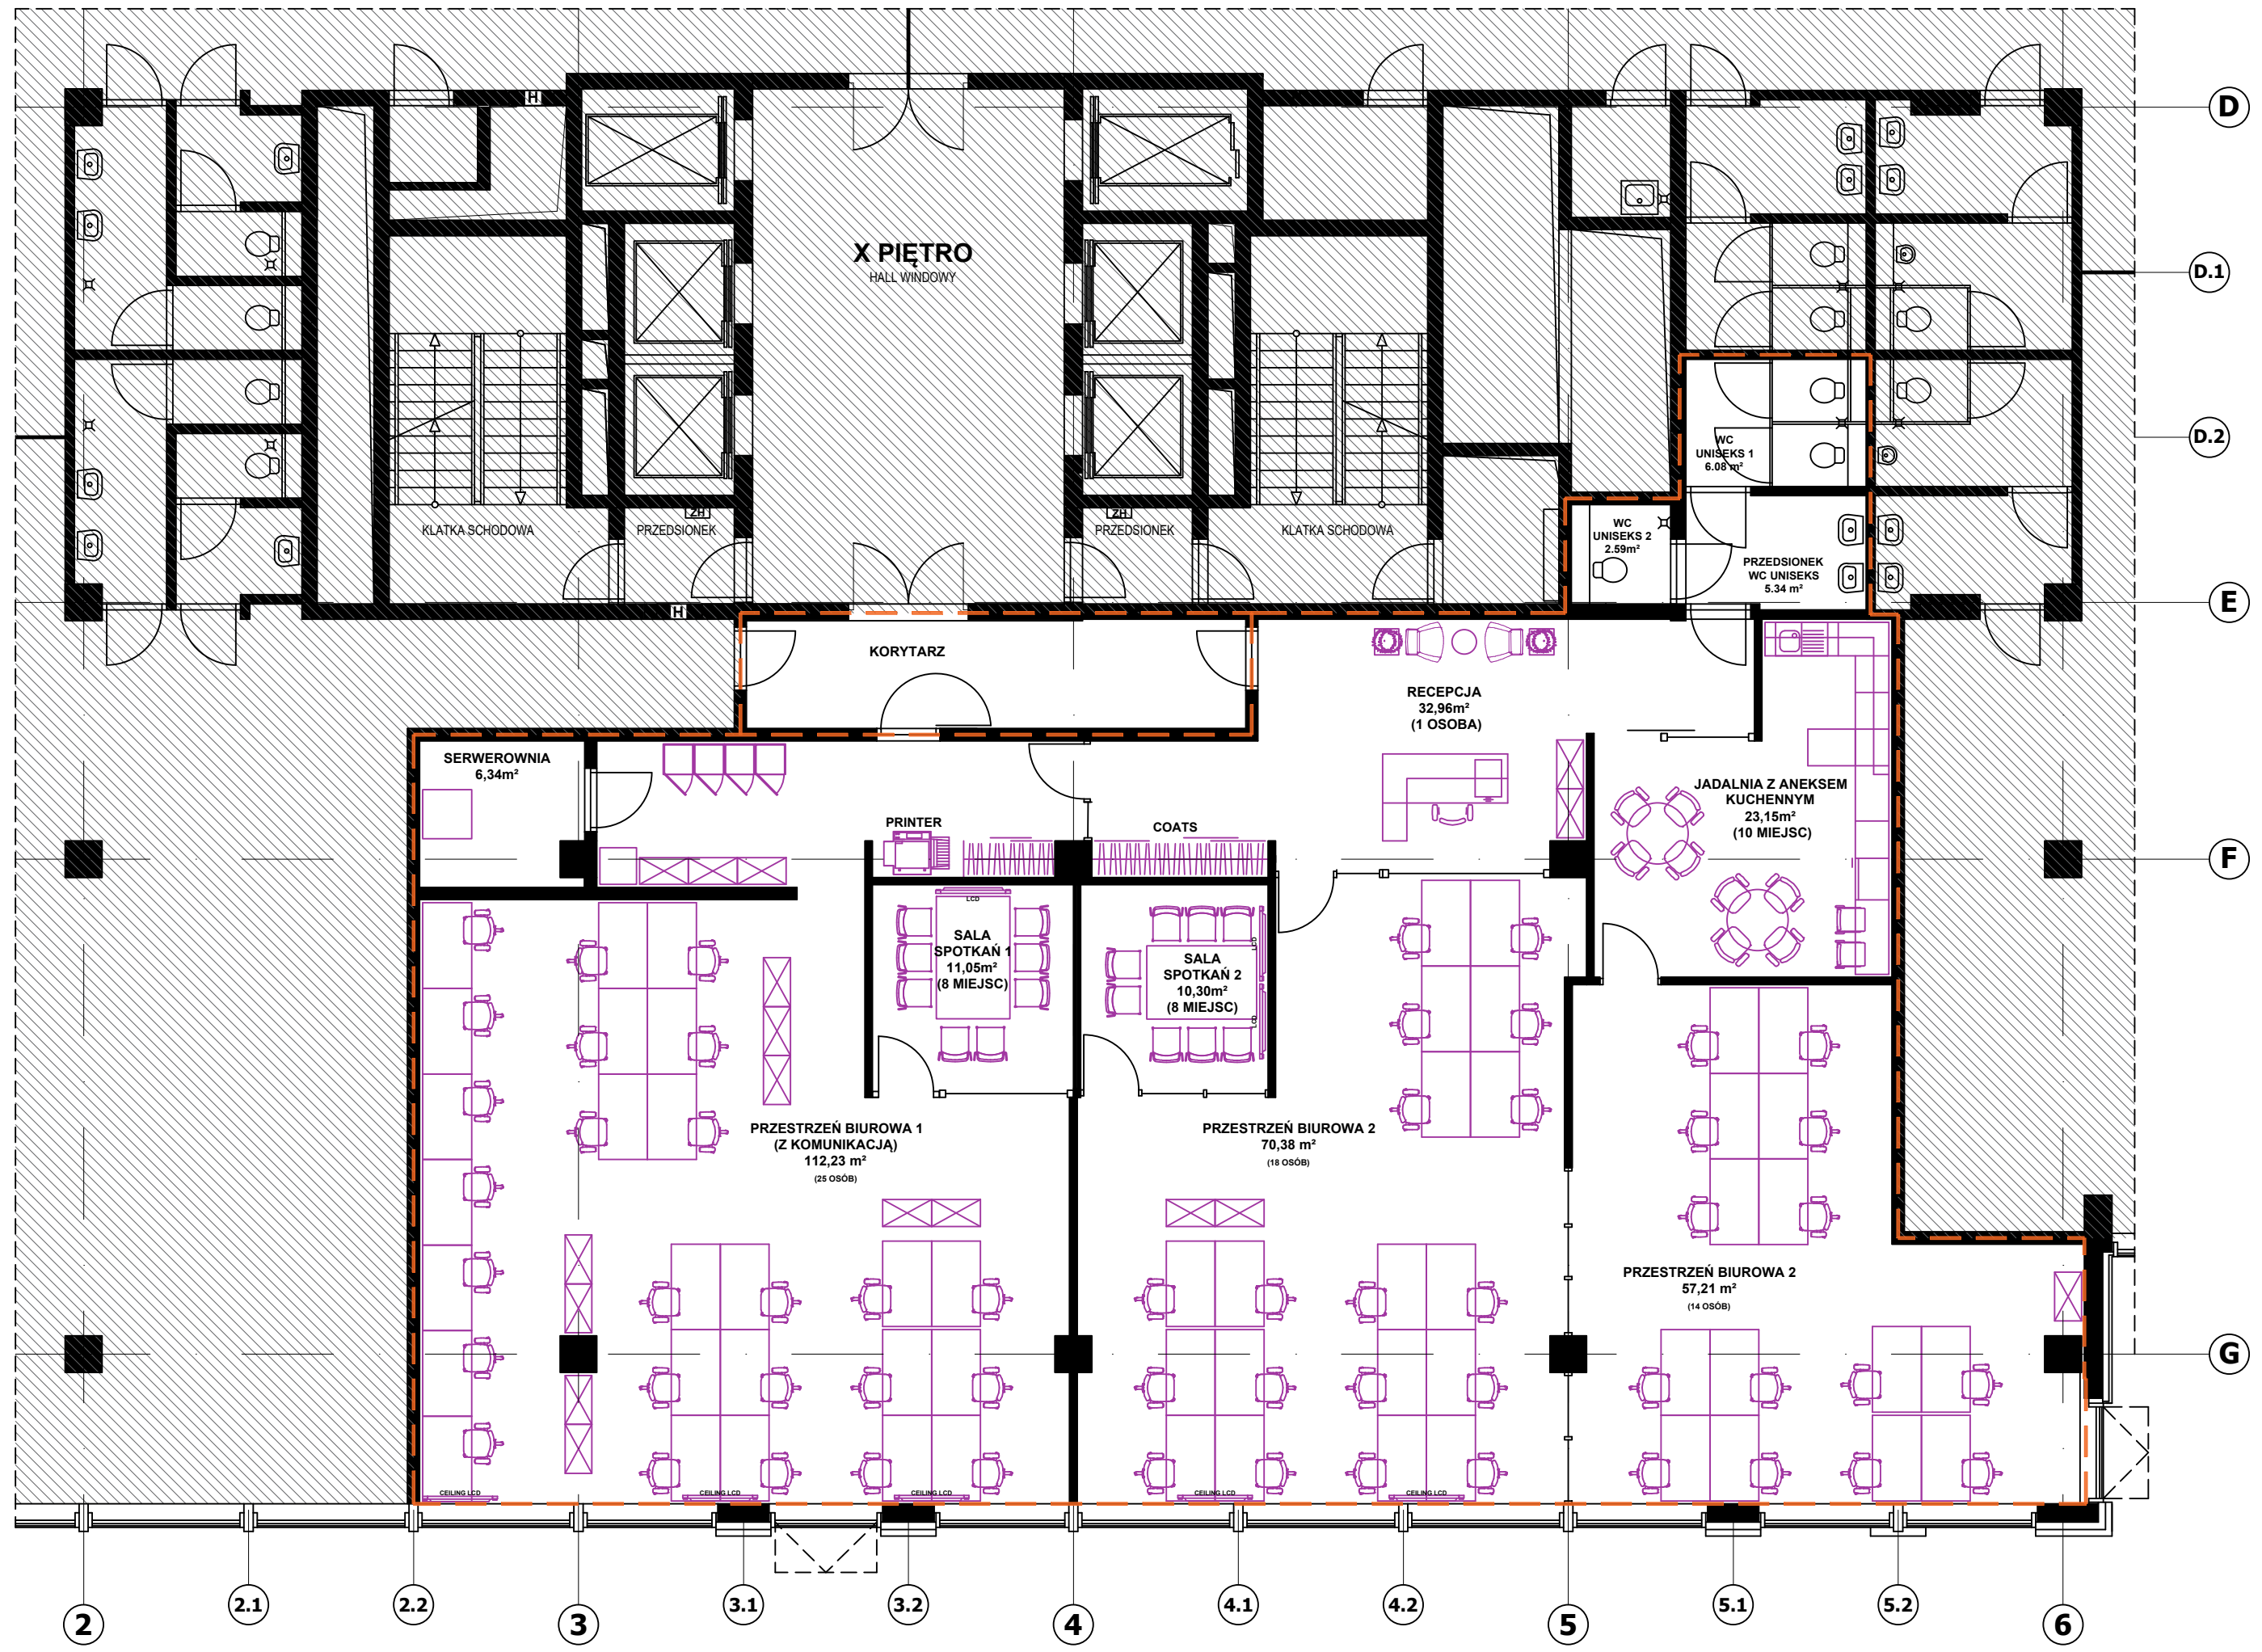 H
D
X PIĘTRO
HALL WINDOWY
D.1
D.2
WC
UNISEKS 1
6.08 m²
ZH
ZH
KLATKA SCHODOWA
PRZEDSIONEK
PRZEDSIONEK
KLATKA SCHODOWA
WC
UNISEKS 2
2.59m²
PRZEDSIONEK
WC UNISEKS
5.34 m²
H
E
KORYTARZ
RECEPCJA
32,96m²
(1 OSOBA)
SERWEROWNIA
6,34m²
JADALNIA Z ANEKSEM
KUCHENNYM
23,15m²
(10 MIEJSC)
PRINTER
COATS
F
LCD
SALA
SPOTKAŃ 1
11,05m²
(8 MIEJSC)
SALA
SPOTKAŃ 2
10,30m²
(8 MIEJSC)
LCD
LCD
PRZESTRZEŃ BIUROWA 1
(Z KOMUNIKACJĄ)
112,23 m²
(25 OSÓB)
PRZESTRZEŃ BIUROWA 2
70,38 m²
(18 OSÓB)
PRZESTRZEŃ BIUROWA 2
57,21 m²
(14 OSÓB)
G
CEILING LCD
CEILING LCD
CEILING LCD
CEILING LCD
CEILING LCD
2
2.1
2.2
3
3.1
3.2
4
4.1
4.2
5
5.1
5.2
6